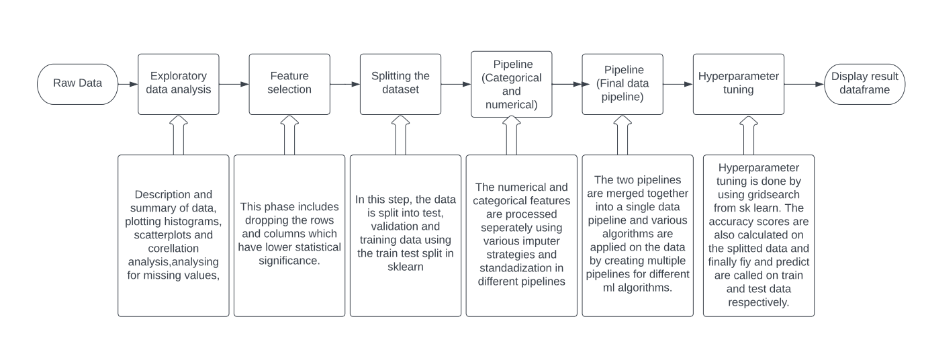 Raw Data
Exploratory
data analysis
Feature
selection
Splitting the
dataset
Pipeline
(Categorical
and
numerical)
Pipeline
(Final data
pipeline)
Hyperparameter
tuning
Display result
dataframe
Description and
summary of data,
plotting histograms,
scatterplots and
corellation
analysis,analysing
for missing values,
This phase includes
dropping the rows
and columns which
have lower statistical
significance.
In this step, the data
is split into test,
validation and
training data using
the train test split in
sklearn
The numerical and
categorical features
are processed
seperately using
various imputer
strategies and
standadization in
different pipelines
The two pipelines
are merged together
into a single data
pipeline and various
algorithms are
applied on the data
by creating multiple
pipelines for different
ml algorithms.
Hyperparameter
tuning is done by
using gridsearch
from sk learn. The
accuracy scores are
also calculated on
the splitted data and
finally fiy and predict
are called on train
and test data
respectively.